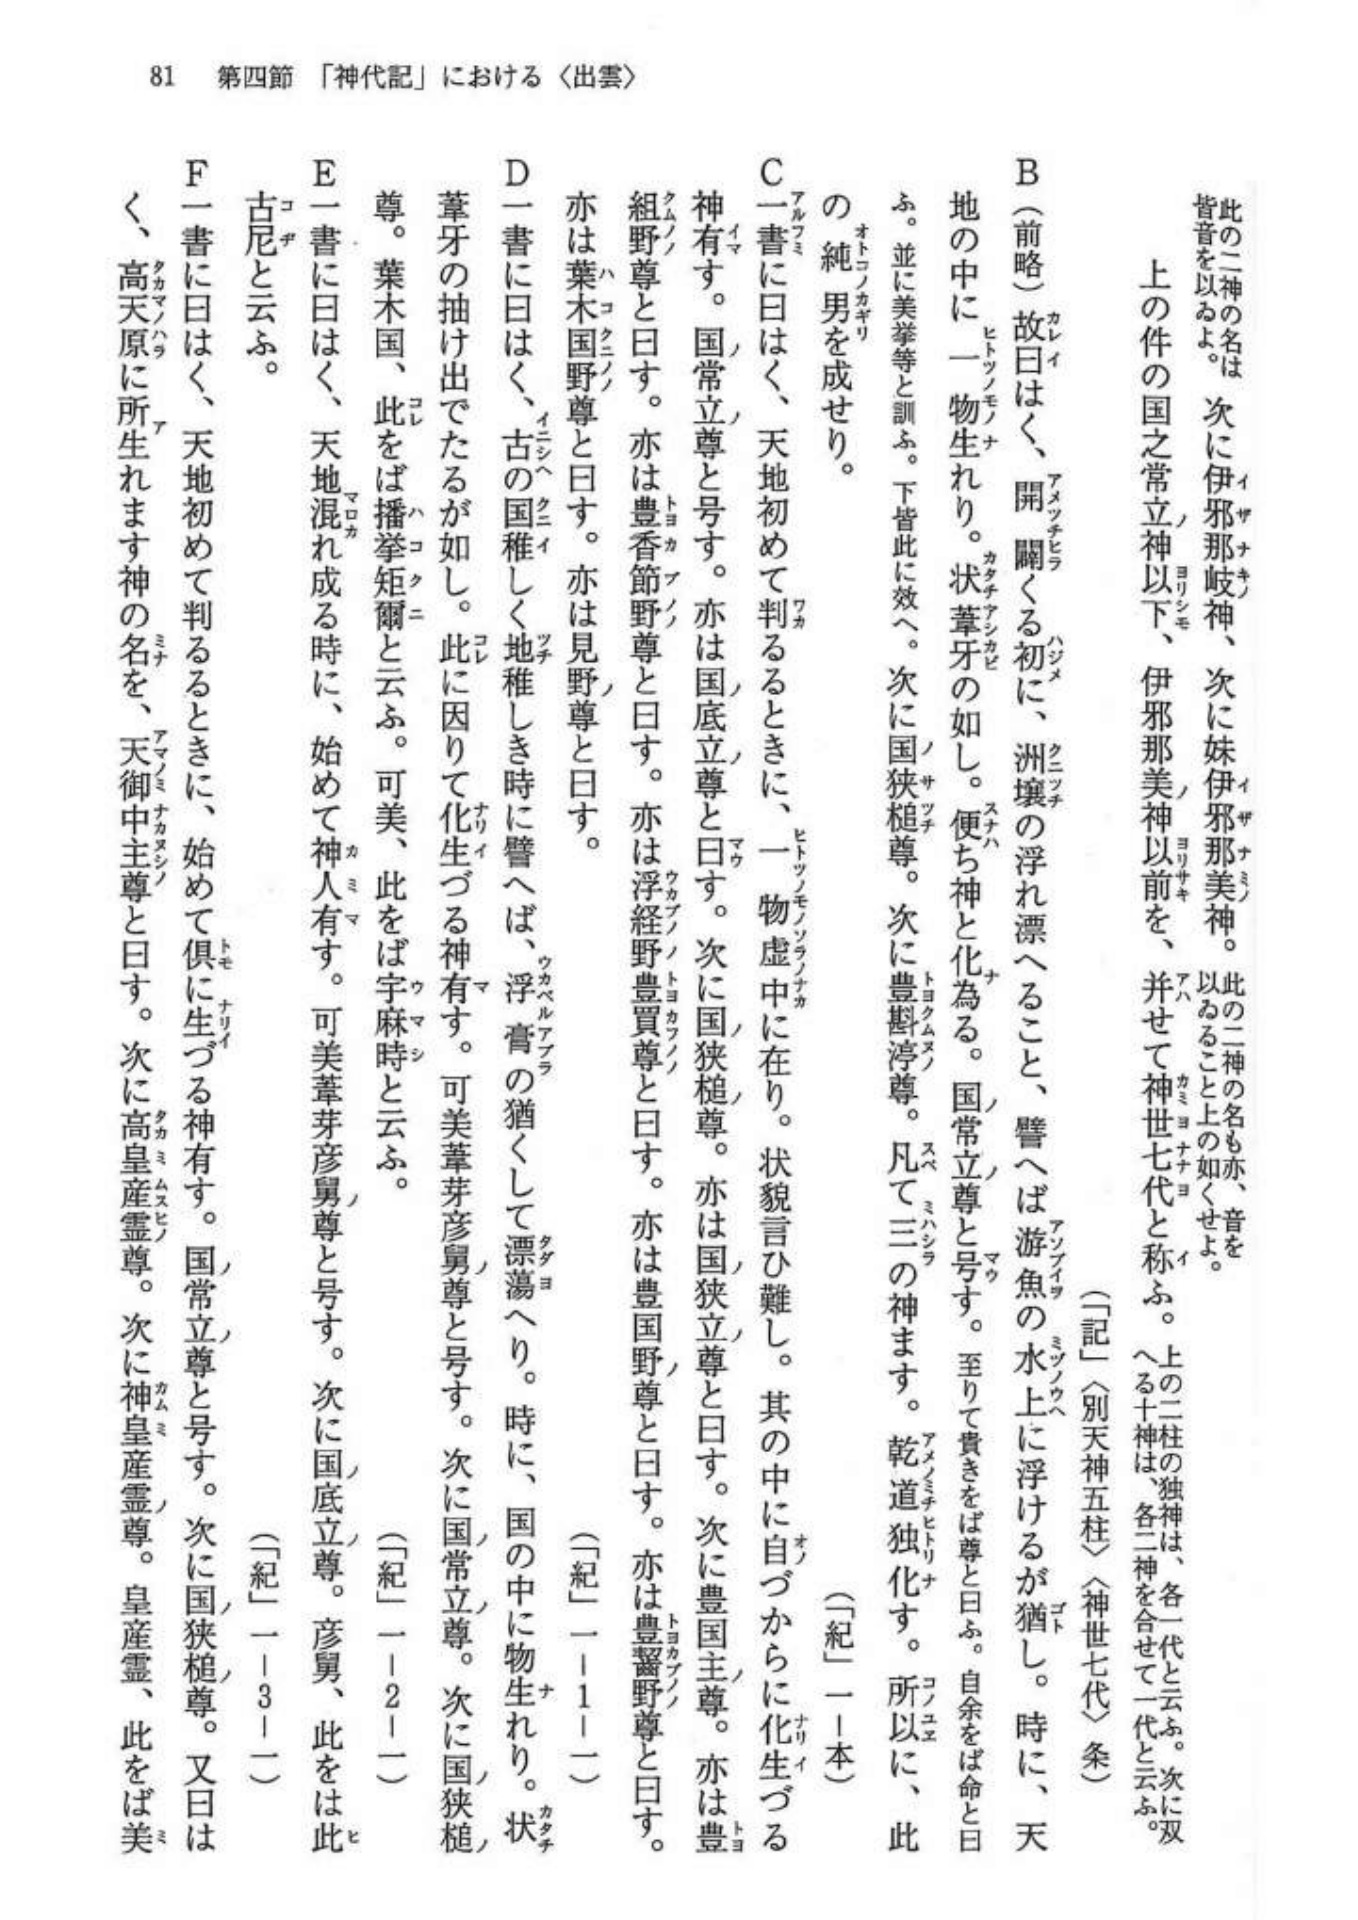 81　第四節　「神代記」における〈出雲〉
此の二神の名は
皆音を以ゐよ。
次に伊邪那岐神、次に妹伊邪那美神。
此の二神の名も亦、音を
以ゐること上の如くせよ。
上の件の国之常立神以下、伊邪那美神以前を、并せて神世七代と称ふ。
上の二柱の独神は、各一代と云ふ。次に双
へる十神は、各二神を合せて一代と云ふ。
（「記」〈別天神五柱〉〈神世七代〉条）
B（前略）故曰はく、開闢くる初に、洲壌の浮れ漂へること、譬へば游魚の水上に浮けるが猶し。時に、天
地の中に一物生れり。状葦牙の如し。便ち神と化為る。国常立尊と号す。至りて貴きをば尊と曰ふ。自余をば命と曰
ふ。並に美挙等と訓ふ。下皆此に效へ。次に国狭槌尊。次に豊斟渟尊。凡て三の神ます。乾道独化す。所以に、此
の純男を成せり。
（「紀」一－本）
C一書に曰はく、天地初めて判るるときに、一物虚中に在り。状貌言ひ難し。其の中に自づからに化生づる
神有す。国常立尊と号す。亦は国底立尊と曰す。次に国狭槌尊。亦は国狭立尊と曰す。次に豊国主尊。亦は豊
組野尊と曰す。亦は豊香節野尊と曰す。亦は浮経野豊買尊と曰す。亦は豊国野尊と曰す。亦は豊齧野尊と曰す。
亦は葉木国野尊と曰す。亦は見野尊と曰す。
（「紀」一－1－一）
D一書に曰はく、古の国稚しく地稚しき時に譬へば、浮膏の猶くして漂蕩へり。時に、国の中に物生れり。状
葦牙の抽け出でたるが如し。此に因りて化生づる神有す。可美葦芽彦舅尊と号す。次に国常立尊。次に国狭槌
尊。葉木国、此をば播挙矩爾と云ふ。可美、此をば宇麻時と云ふ。
（「紀」一－2－一）
E一書に曰はく、天地混れ成る時に、始めて神人有す。可美葦芽彦舅尊と号す。次に国底立尊。彦舅、此をは此
古尼と云ふ。
（「紀」一－3－一）
F一書に曰はく、天地初めて判るるときに、始めて倶に生づる神有す。国常立尊と号す。次に国狭槌尊。又曰は
く、高天原に所生れます神の名を、天御中主尊と曰す。次に高皇産霊尊。次に神皇産霊尊。皇産霊、此をば美